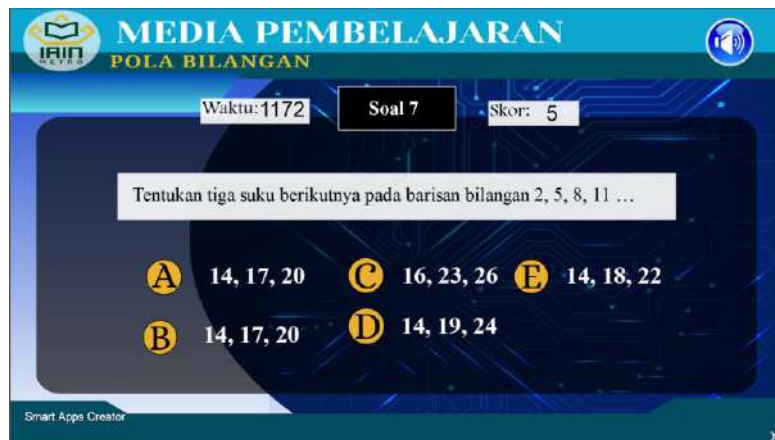 MEDIA PEMBELAJARAN
IAIN
METRO
POLA BILANGAN
Waktu: 1172
Soal 7
Skor: 5
Tentukan tiga suku berikutnya pada barisan bilangan 2, 5, 8, 11 ...
A 14, 17, 20
C 16, 23, 26
E 14, 18, 22
B 14, 17, 20
D 14, 19, 24
Smart Apps Creator